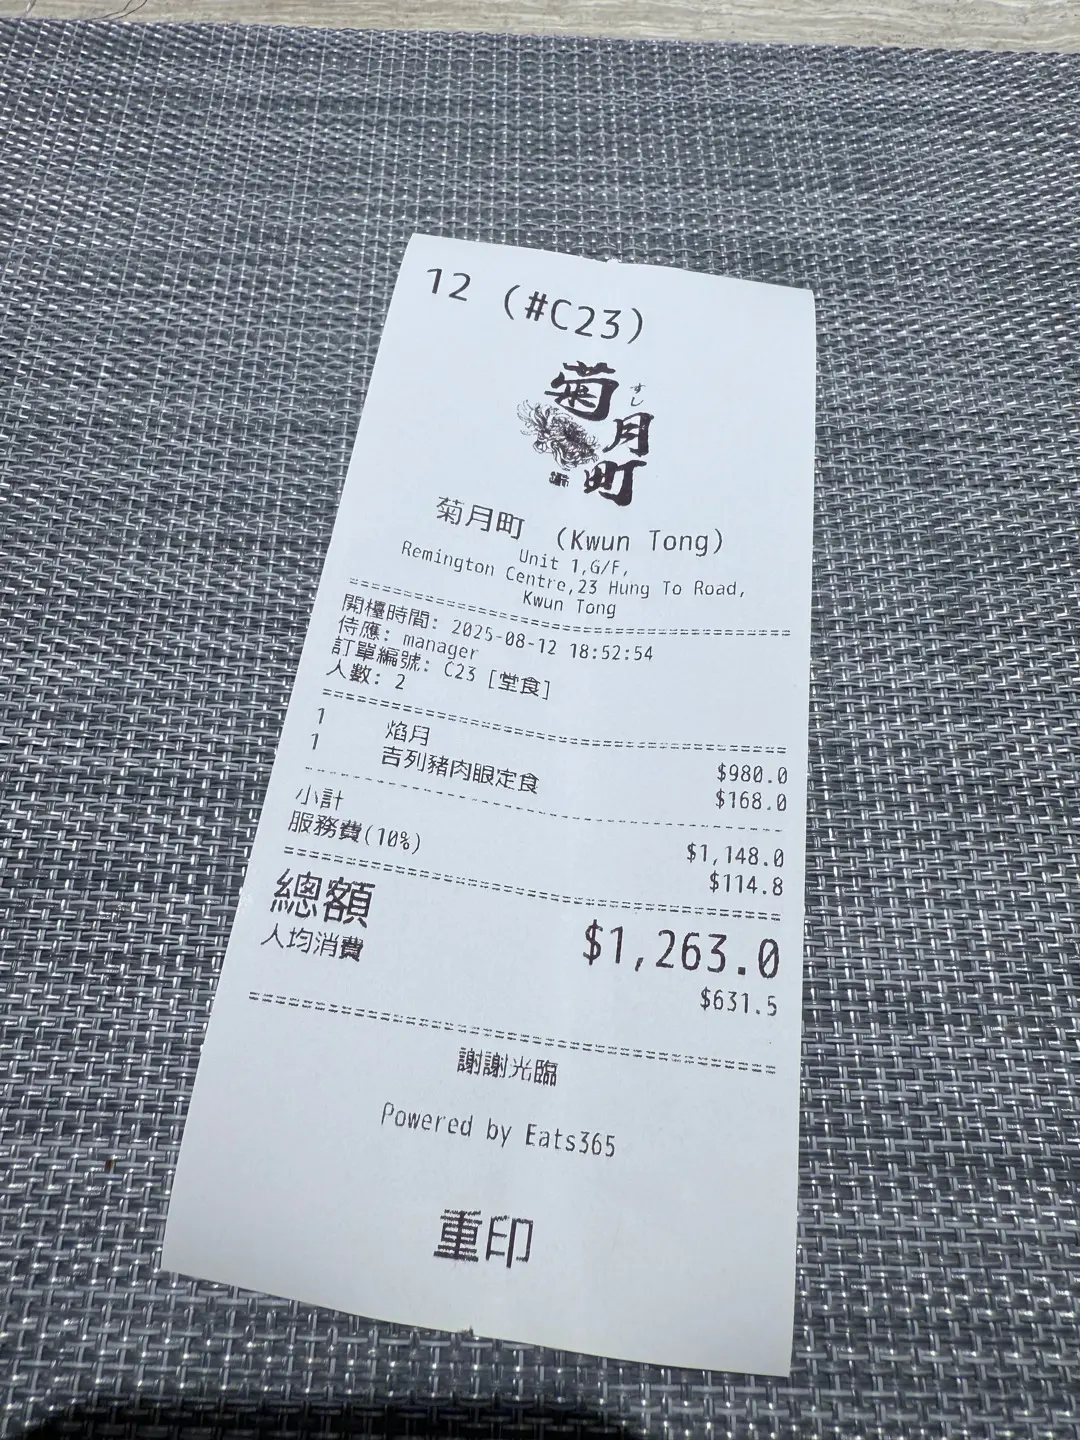 12 (#C23)
菊月町
すし
菊月町 (Kwun Tong)
Unit 1,G/F,
Remington Centre,23 Hung To Road,
Kwun Tong
開檯時間: 2025-08-12 18:52:54
侍應: manager
訂單編號: C23 [堂食]
人數: 2
1 焰月 $980.0
1 吉列豬肉眼定食 $168.0
小計 $1,148.0
服務費(10%) $114.8
總額 $1,263.0
人均消費 $631.5
謝謝光臨
Powered by Eats365
重印